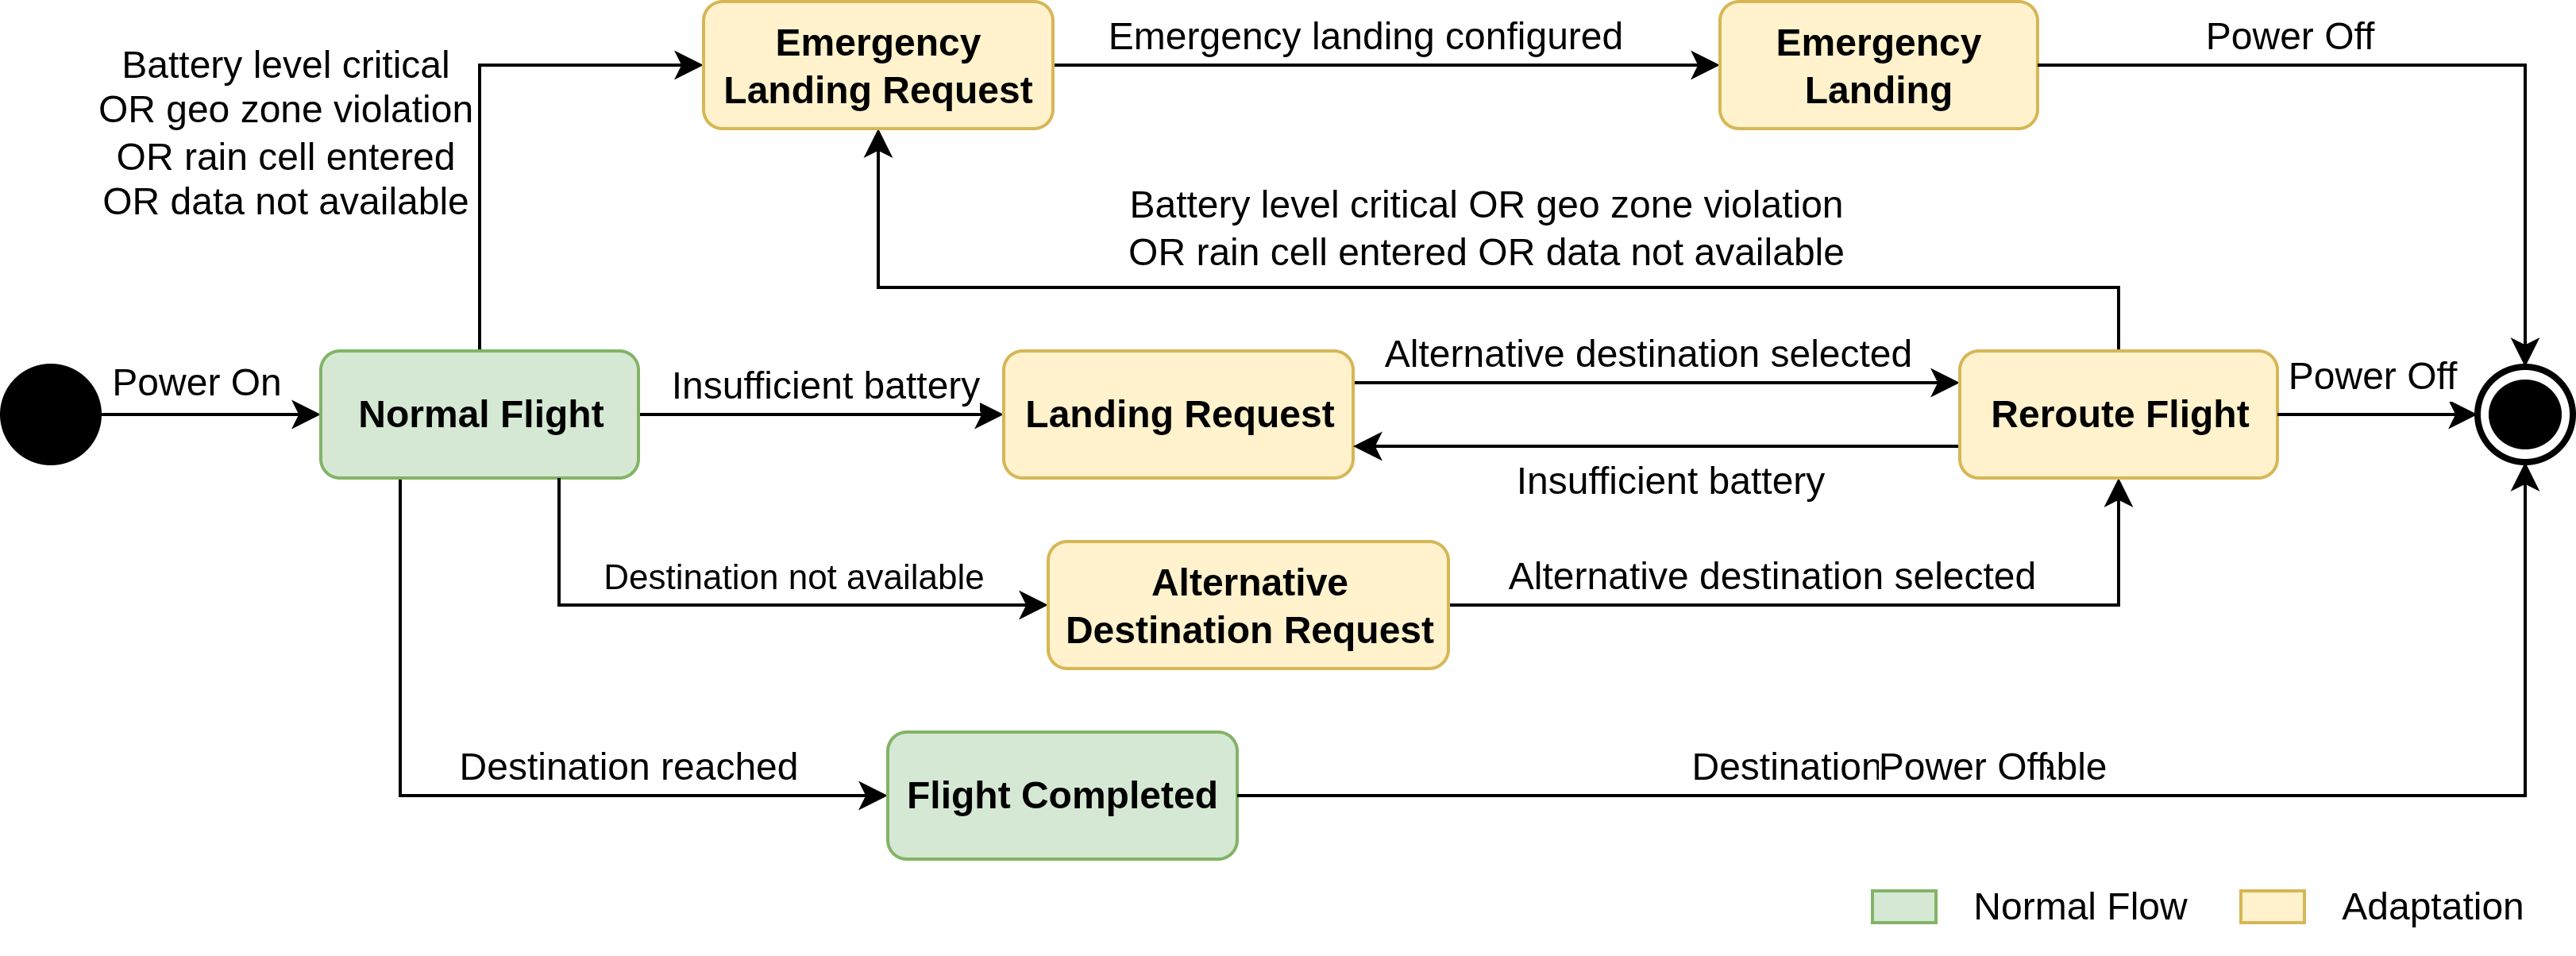 Emergency
Landing Request
Emergency landing configured
Emergency
Landing
Power Off
Battery level critical
OR geo zone violation
OR rain cell entered
OR data not available
Battery level critical OR geo zone violation
OR rain cell entered OR data not available
Power On
Normal Flight
Insufficient battery
Landing Request
Alternative destination selected
Insufficient battery
Reroute Flight
Power Off
Destination not available
Alternative
Destination Request
Alternative destination selected
Destination reached
Flight Completed
Destination
Power Off
Normal Flow
Adaptation